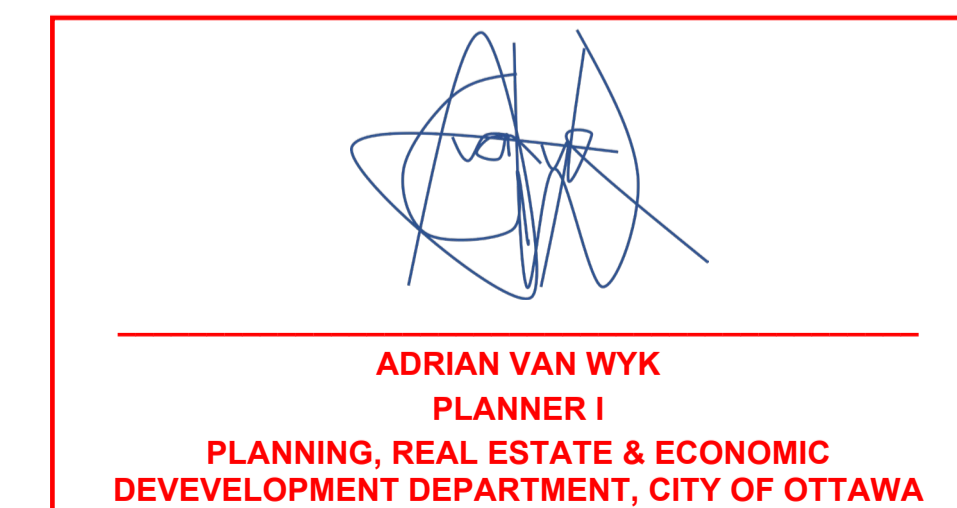 ADRIAN VAN WYK
PLANNER I
PLANNING, REAL ESTATE & ECONOMIC
DEVEVELOPMENT DEPARTMENT, CITY OF OTTAWA